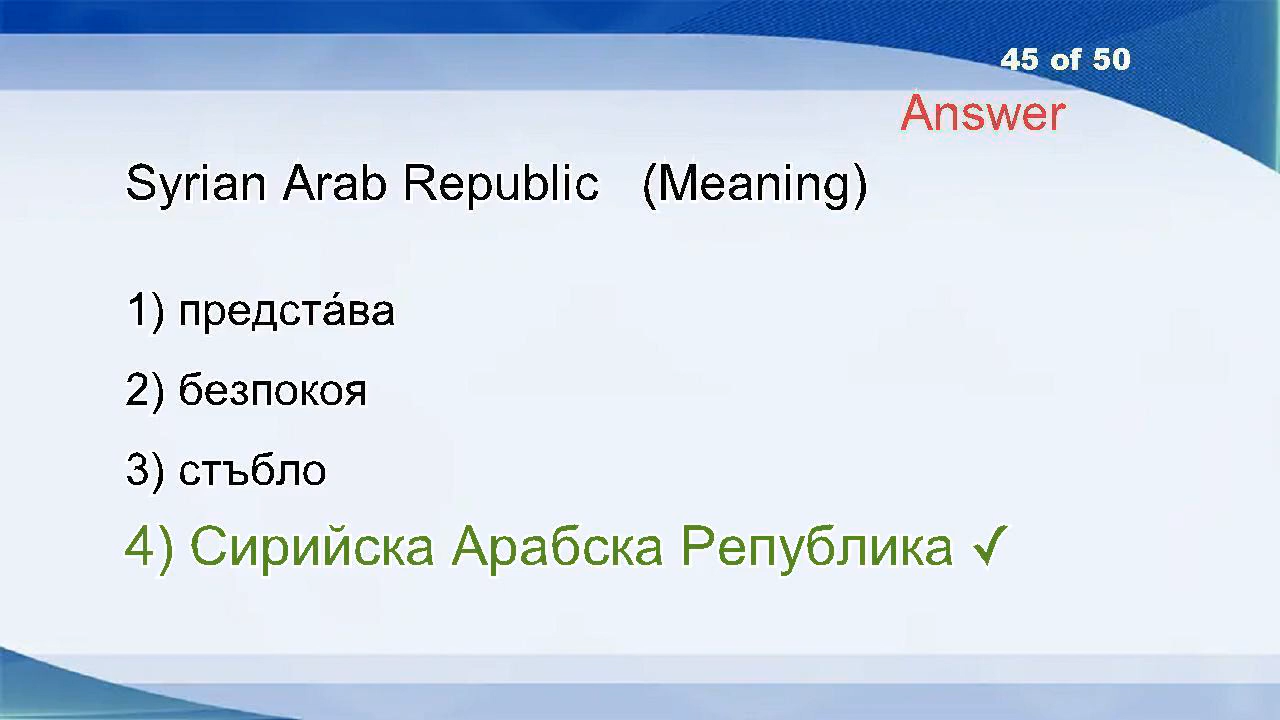 45 of 50
Answer
Syrian Arab Republic (Meaning)
1) предста́ва
2) безпокоя
3) стъбло
4) Сирийска Арабска Република ✓